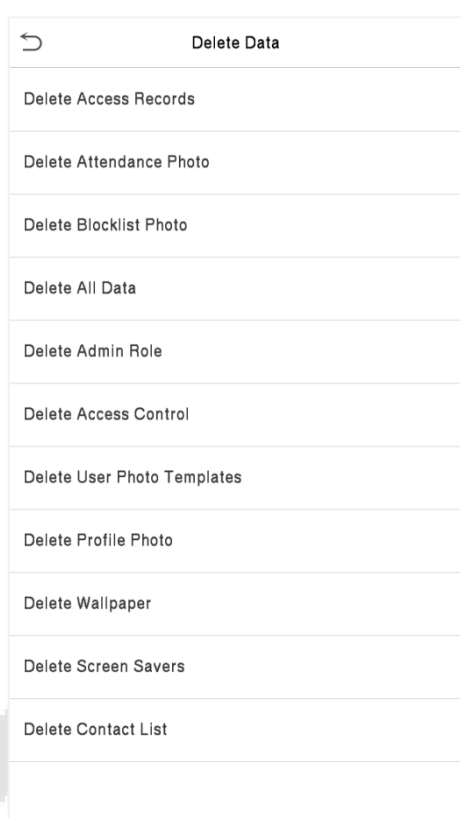 Delete Data
Delete Access Records
Delete Attendance Photo
Delete Blocklist Photo
Delete All Data
Delete Admin Role
Delete Access Control
Delete User Photo Templates
Delete Profile Photo
Delete Wallpaper
Delete Screen Savers
Delete Contact List